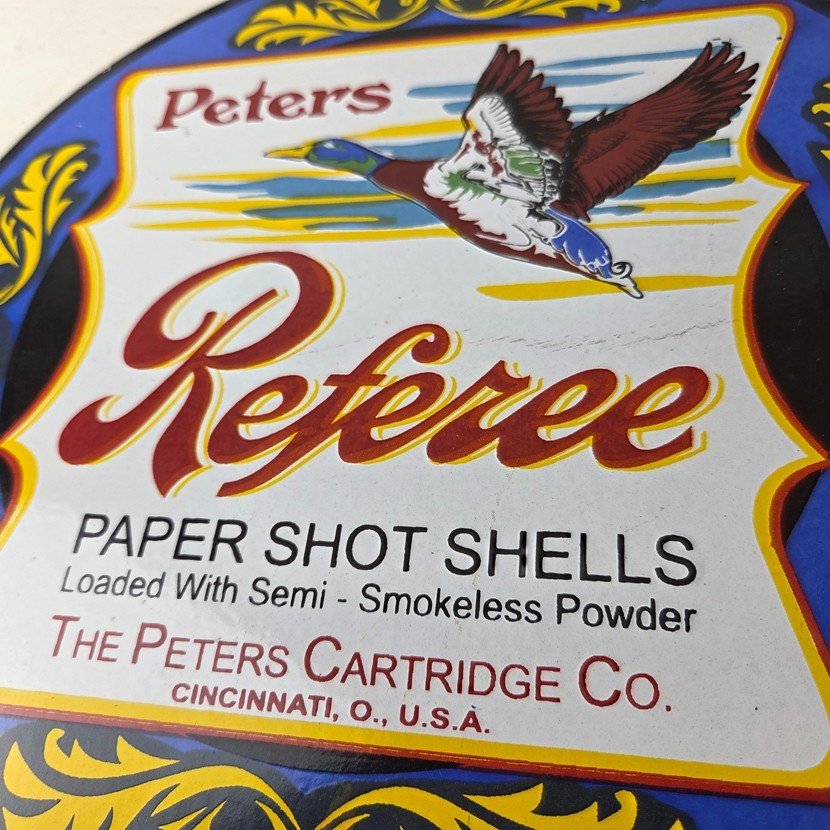 Peters
Referee
PAPER SHOT SHELLS
Loaded With Semi - Smokeless Powder
THE PETERS CARTRIDGE CO.
CINCINNATI, O., U.S.A.